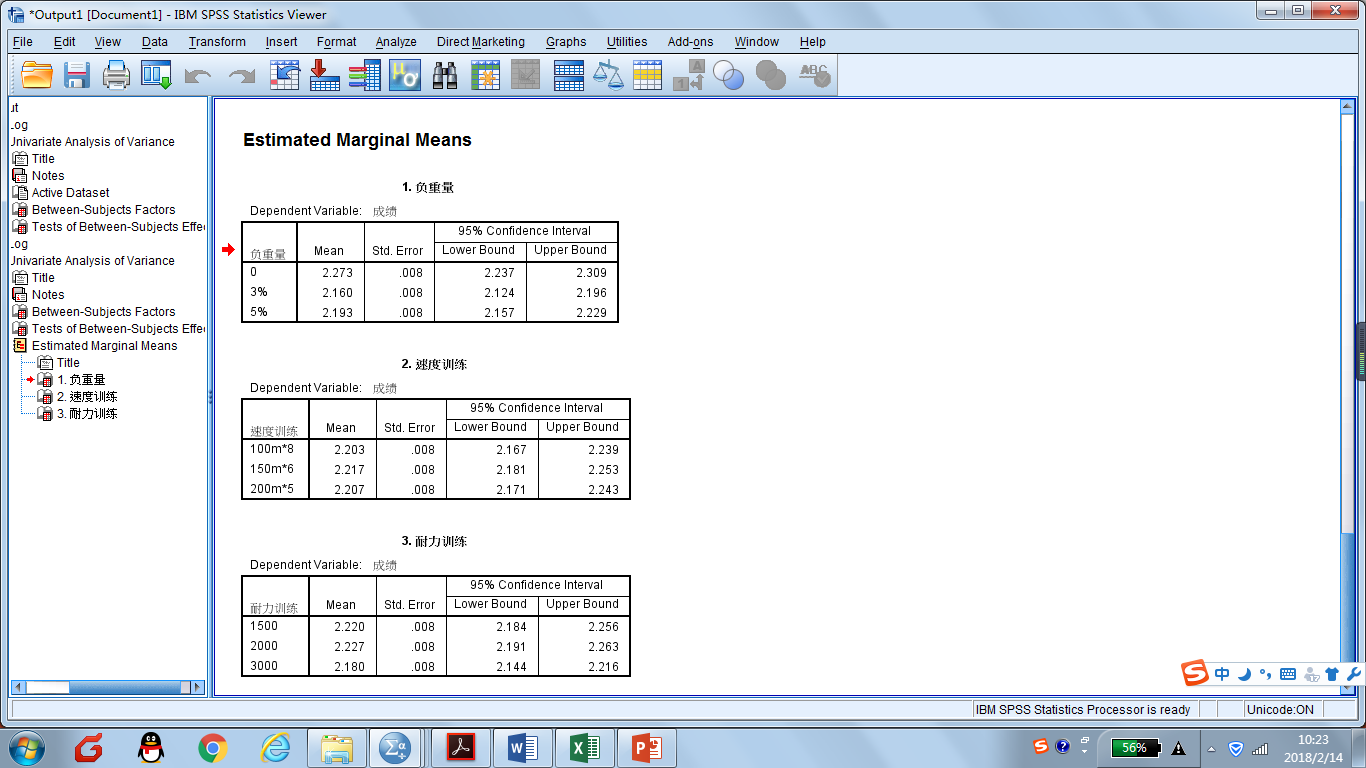 *Output1 [Document1] - IBM SPSS Statistics Viewer
File Edit View Data Transform Insert Format Analyze Direct Marketing Graphs Utilities Add-ons Window Help
Log
Univariate Analysis of Variance
Title
Notes
Active Dataset
Between-Subjects Factors
Tests of Between-Subjects Effe
Log
Univariate Analysis of Variance
Title
Notes
Between-Subjects Factors
Tests of Between-Subjects Effe
Estimated Marginal Means
Title
1. 负重量
2. 速度训练
3. 耐力训练
Estimated Marginal Means
1. 负重量
Dependent Variable: 成绩
95% Confidence Interval
负重量 Mean Std. Error Lower Bound Upper Bound
0 2.273 .008 2.237 2.309
3% 2.160 .008 2.124 2.196
5% 2.193 .008 2.157 2.229
2. 速度训练
Dependent Variable: 成绩
95% Confidence Interval
速度训练 Mean Std. Error Lower Bound Upper Bound
100m*8 2.203 .008 2.167 2.239
150m*6 2.217 .008 2.181 2.253
200m*5 2.207 .008 2.171 2.243
3. 耐力训练
Dependent Variable: 成绩
95% Confidence Interval
耐力训练 Mean Std. Error Lower Bound Upper Bound
1500 2.220 .008 2.184 2.256
2000 2.227 .008 2.191 2.263
3000 2.180 .008 2.144 2.216
中
IBM SPSS Statistics Processor is ready Unicode:ON
56%
10:23
2018/2/14